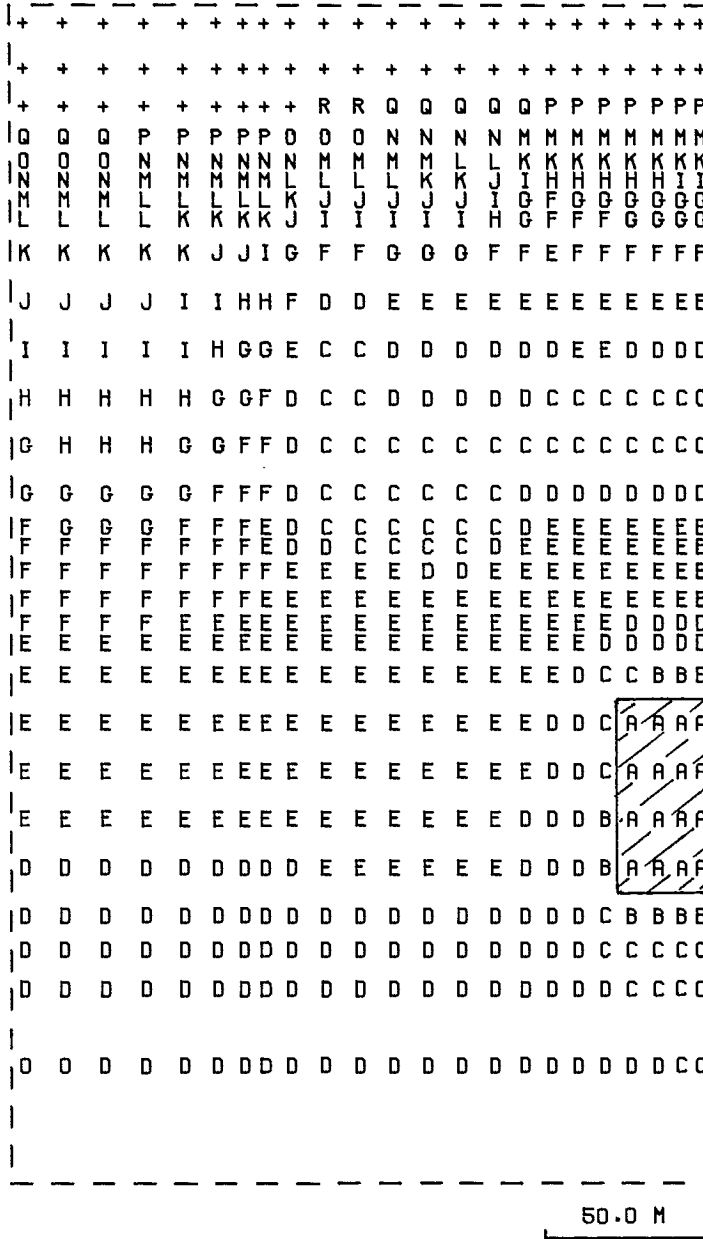 + + + + + + + + + + + + + + + + + + + + + + +
+ + + + + + + + + + + + + + + + + + + + + + +
+ + + + + + + + + R R Q Q Q Q Q P P P P P P P
Q Q Q P P P P P O O O N N N N M M M M M M M M
O O O N N N N N N M M M M L L K K K K K K K K
N N N M M M M M L L L L K K J I H H H H H I I
M M M L L L L L K J J J J J I G F G G G G G G
L L L L K K K K J I I I I I H G F F F G G G G
K K K K K J J I G F F G G G F F E F F F F F F
J J J J I I H H F D D E E E E E E E E E E E E
I I I I I H G G E C C D D D D D D E E D D D D
H H H H H G G F D C C D D D D D C C C C C C C
G H H H G G F F D C C C C C C C C C C C C C C
G G G G G F F F D C C C C C C D D D D D D D D
F G G G F F F E D C C C C C C D E E E E E E E
F F F F F F F E D D C C C C D E E E E E E E E
F F F F F F F F E E E E D D E E E E E E E E E
F F F F F F F E E E E E E E E E E E E E E E E
F F F F E E E E E E E E E E E E E E E D D D D
E E E E E E E E E E E E E E E E E E D D D D D
E E E E E E E E E E E E E E E E E D C C B B B
E E E E E E E E E E E E E E E E D D C A A A A
E E E E E E E E E E E E E E E E D D C A A A A
E E E E E E E E E E E E E E E D D D B A A A A
D D D D D D D D D E E E E E E D D D B A A A A
D D D D D D D D D D D D D D D D D D C B B B B
D D D D D D D D D D D D D D D D D D C C C C C
D D D D D D D D D D D D D D D D D D D C C C C
O O D D D D D D D D D D D D D D D D D D D C C
50.0 M